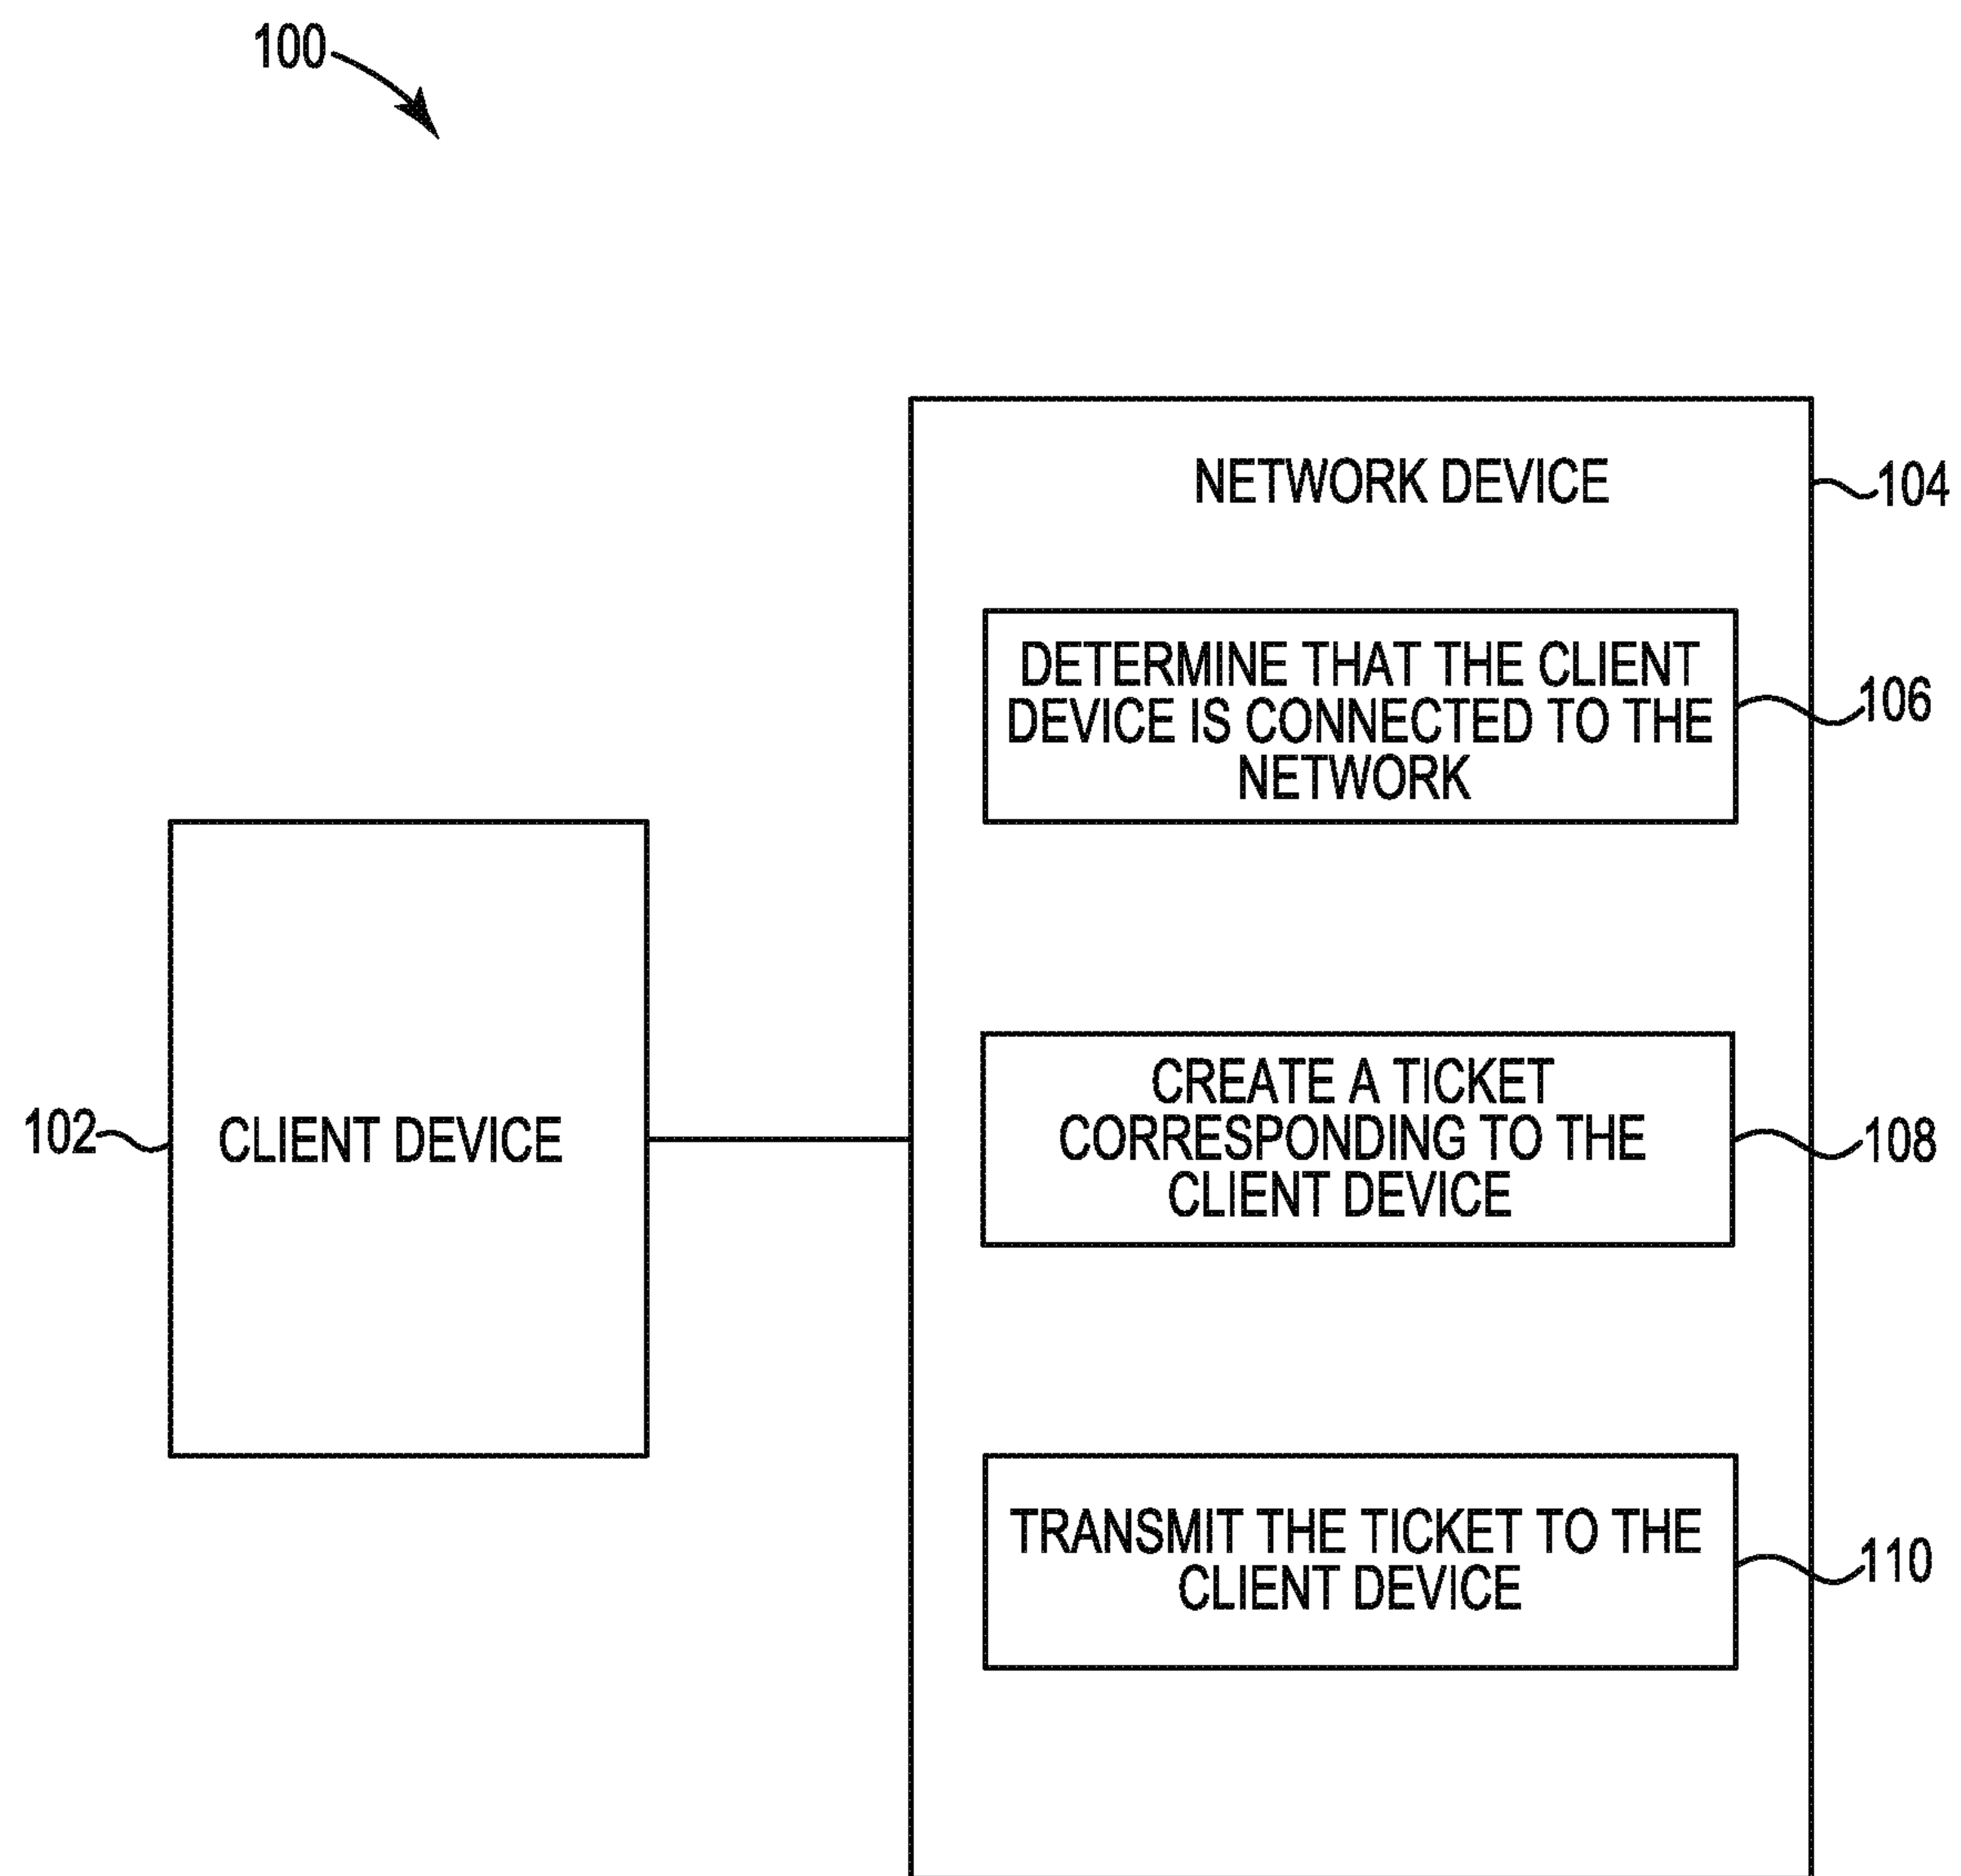 100
NETWORK DEVICE
104
DETERMINE THAT THE CLIENT
DEVICE IS CONNECTED TO THE
NETWORK
106
102
CLIENT DEVICE
CREATE A TICKET
CORRESPONDING TO THE
CLIENT DEVICE
108
TRANSMIT THE TICKET TO THE
CLIENT DEVICE
110